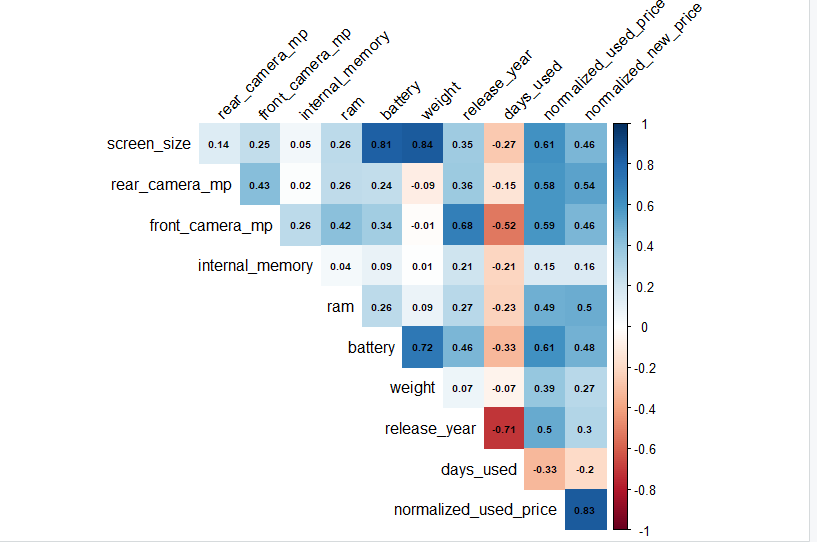 rear_camera_mp front_camera_mp internal_memory ram battery weight release_year days_used normalized_used_price normalized_new_price
screen_size 0.14 0.25 0.05 0.26 0.81 0.84 0.35 -0.27 0.61 0.46
rear_camera_mp 0.43 0.02 0.26 0.24 -0.09 0.36 -0.15 0.58 0.54
front_camera_mp 0.26 0.42 0.34 -0.01 0.68 -0.52 0.59 0.46
internal_memory 0.04 0.09 0.01 0.21 -0.21 0.15 0.16
ram 0.26 0.09 0.27 -0.23 0.49 0.5
battery 0.72 0.46 -0.33 0.61 0.48
weight 0.07 -0.07 0.39 0.27
release_year -0.71 0.5 0.3
days_used -0.33 -0.2
normalized_used_price 0.83
1
0.8
0.6
0.4
0.2
0
-0.2
-0.4
-0.6
-0.8
-1